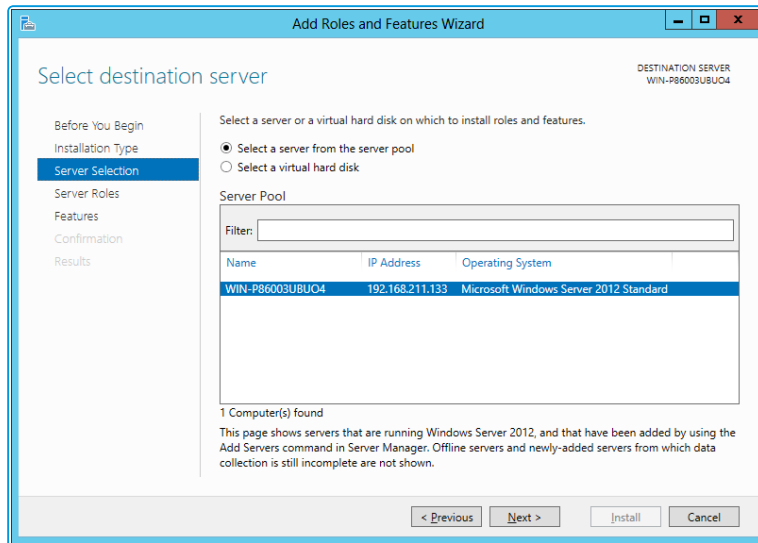 Add Roles and Features Wizard
Select destination server
DESTINATION SERVER
WIN-P86003UBUO4
Before You Begin
Installation Type
Server Selection
Server Roles
Features
Confirmation
Results
Select a server or a virtual hard disk on which to install roles and features.
Select a server from the server pool
Select a virtual hard disk
Server Pool
Filter:
Name IP Address Operating System
WIN-P86003UBUO4 192.168.211.133 Microsoft Windows Server 2012 Standard
1 Computer(s) found
This page shows servers that are running Windows Server 2012, and that have been added by using the
Add Servers command in Server Manager. Offline servers and newly-added servers from which data
collection is still incomplete are not shown.
< Previous Next > Install Cancel